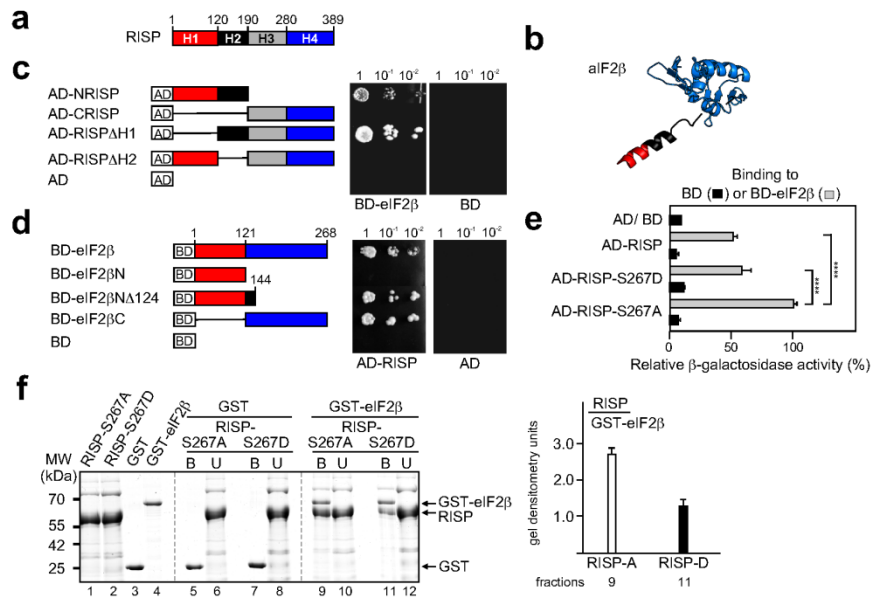 a
1 120 190 280 389
RISP H1 H2 H3 H4
b
aIF2β
c
1 10-1 10-2 1 10-1 10-2
AD-NRISP AD
AD-CRISP AD
AD-RISPΔH1 AD
AD-RISPΔH2 AD
AD AD
BD-eIF2β BD
d
1 121 268
1 10-1 10-2 1 10-1 10-2
BD-eIF2β BD
BD-eIF2βN BD
144
BD-eIF2βNΔ124 BD
BD-eIF2βC BD
BD BD
AD-RISP AD
e
Binding to
BD (■) or BD-eIF2β (■)
AD/ BD
AD-RISP
AD-RISP-S267D
AD-RISP-S267A
****
****
0 50 100
Relative β-galactosidase activity (%)
f
RISP-S267A
RISP-S267D
GST
GST-eIF2β
GST GST-eIF2β
RISP- RISP-
S267A S267D S267A S267D
MW
(kDa)
B U B U B U B U
70
55
42
25
GST-eIF2β
RISP
GST
1 2 3 4 5 6 7 8 9 10 11 12
RISP
GST-eIF2β
gel densitometry units
3.0
2.0
1.0
RISP-A RISP-D
fractions 9 11